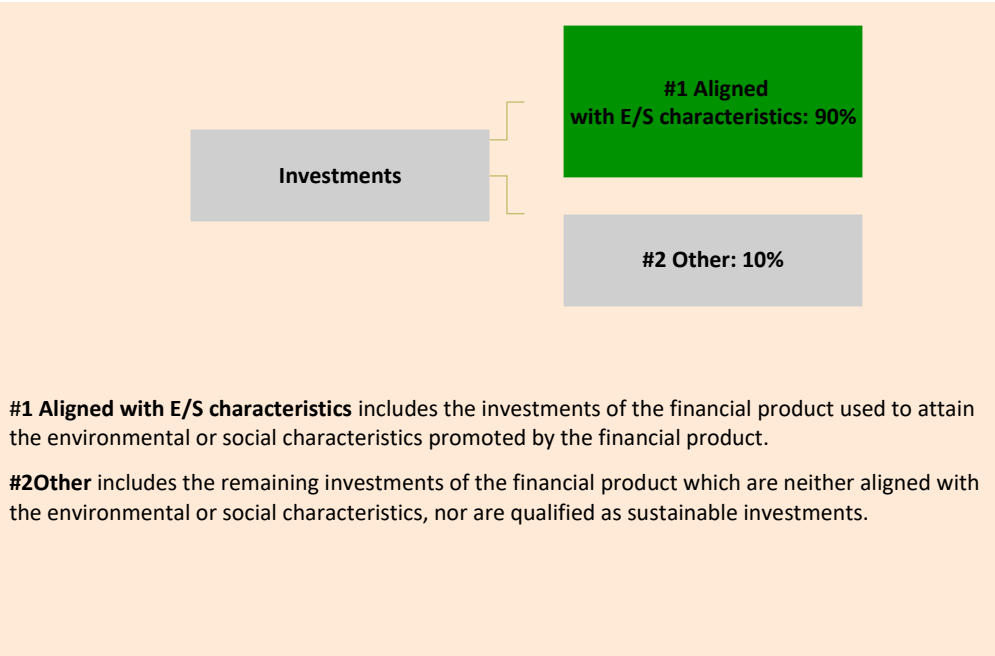 #1 Aligned
with E/S characteristics: 90%
Investments
#2 Other: 10%
#1 Aligned with E/S characteristics includes the investments of the financial product used to attain
the environmental or social characteristics promoted by the financial product.
#2Other includes the remaining investments of the financial product which are neither aligned with
the environmental or social characteristics, nor are qualified as sustainable investments.